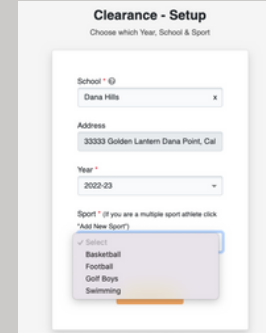 Clearance - Setup
Choose which Year, School & Sport
School *
Dana Hills x
Address
33333 Golden Lantern Dana Point, Cal
Year *
2022-23
Sport * (If you are a multiple sport athlete click
"Add New Sport")
✓ Select
Basketball
Football
Golf Boys
Swimming